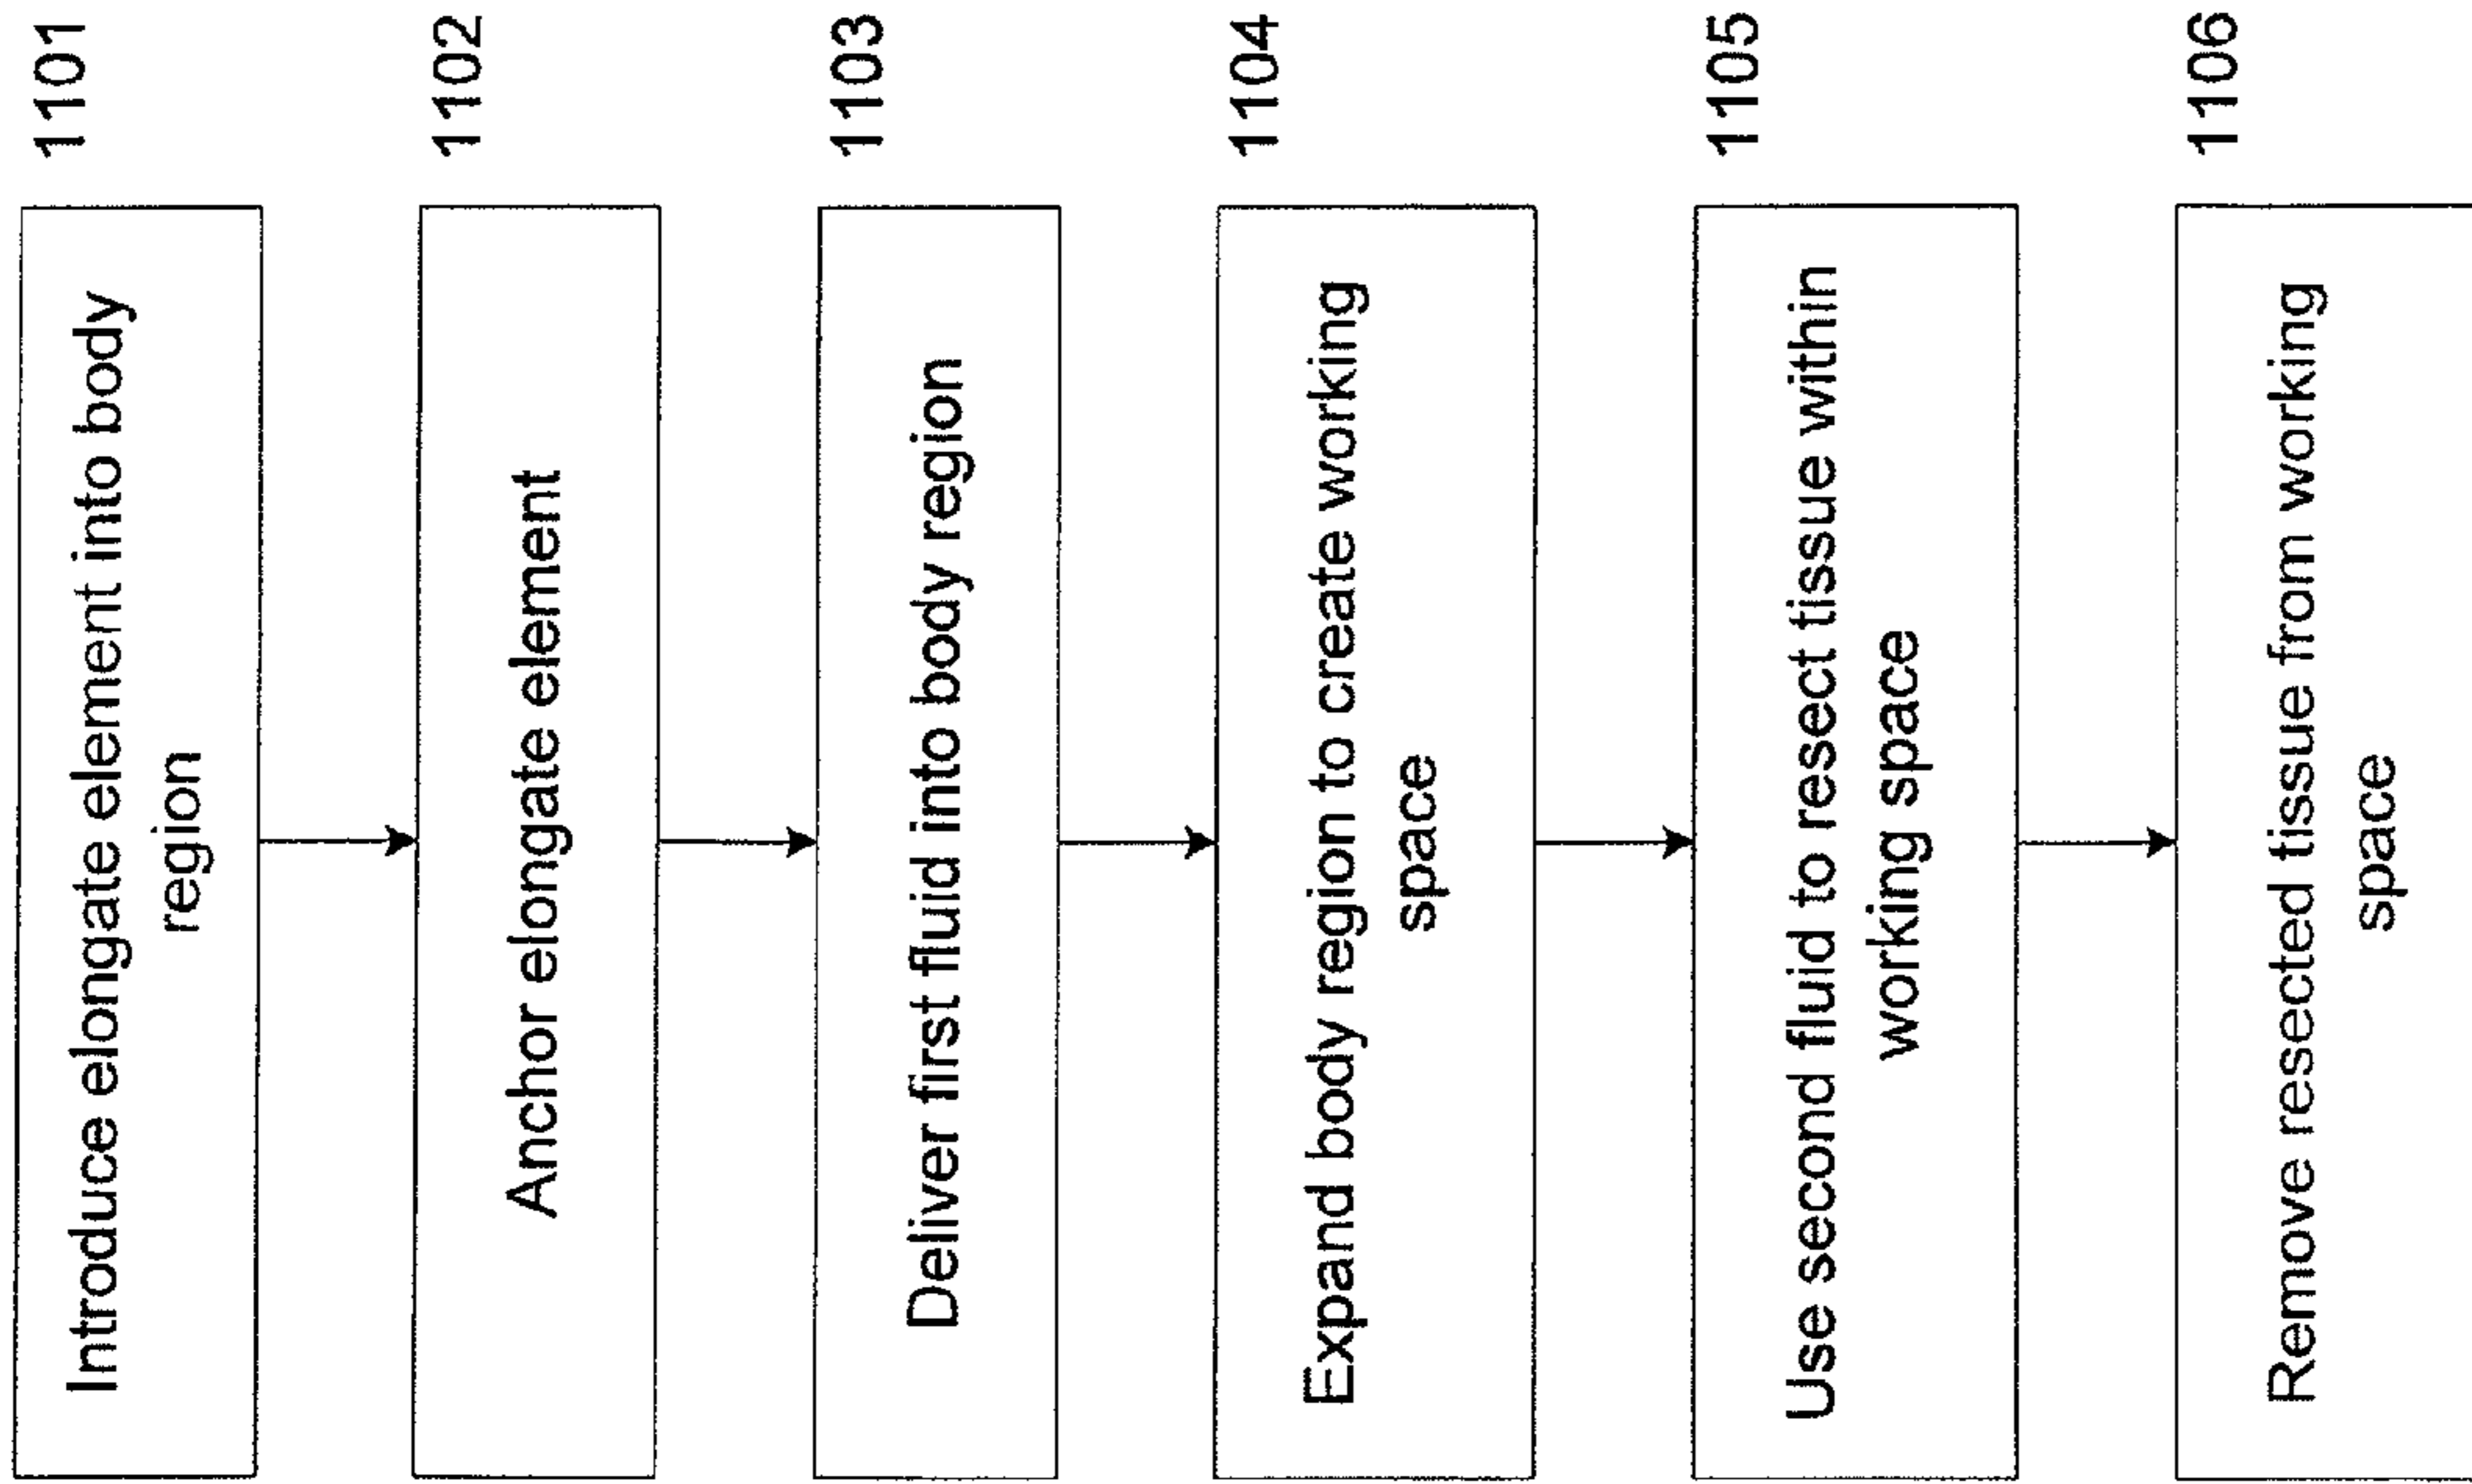 Introduce elongate element into body
region
1101
Anchor elongate element
1102
Deliver first fluid into body region
1103
Expand body region to create working
space
1104
Use second fluid to resect tissue within
working space
1105
Remove resected tissue from working
space
1106